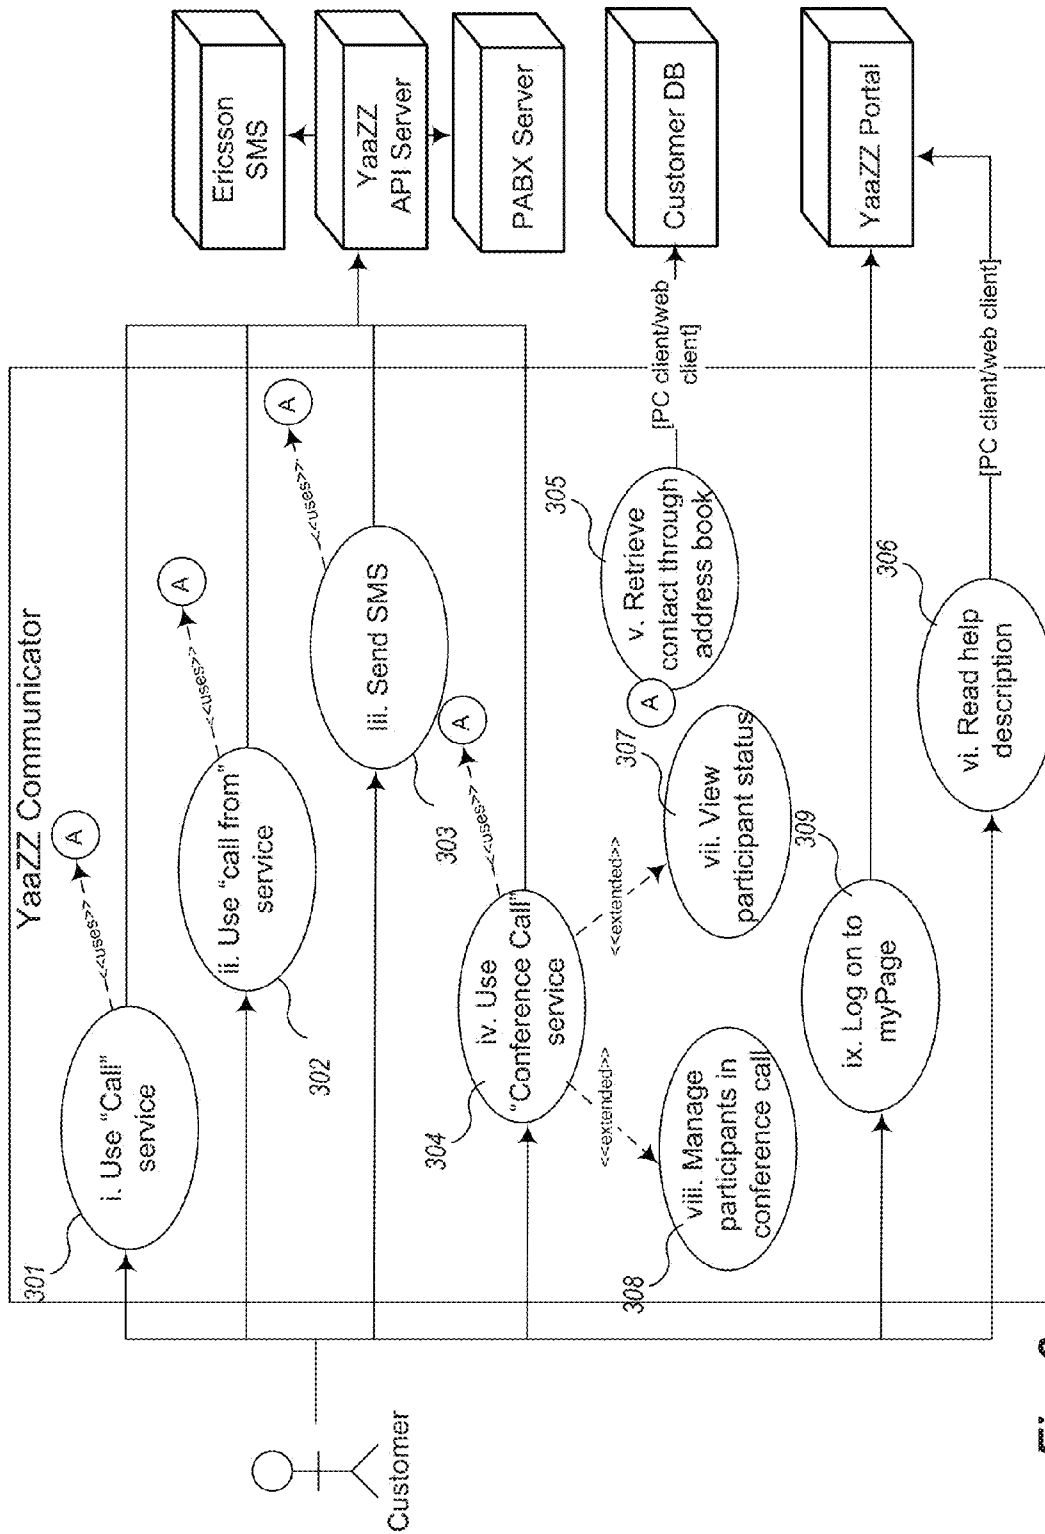 YaaZZ Communicator
Customer
301
i. Use "Call"
service
<<uses>>
A
302
ii. Use "call from"
service
<<uses>>
A
303
iii. Send SMS
<<uses>>
A
304
iv. Use
"Conference Call"
service
<<uses>>
A
<<extended>>
<<extended>>
305
v. Retrieve
contact through
address book
A
[PC client/web
client]
307
vii. View
participant status
308
viii. Manage
participants in
conference call
309
ix. Log on to
myPage
306
vi. Read help
description
[PC client/web client]
Ericsson
SMS
YaaZZ
API Server
PABX Server
Customer DB
YaaZZ Portal